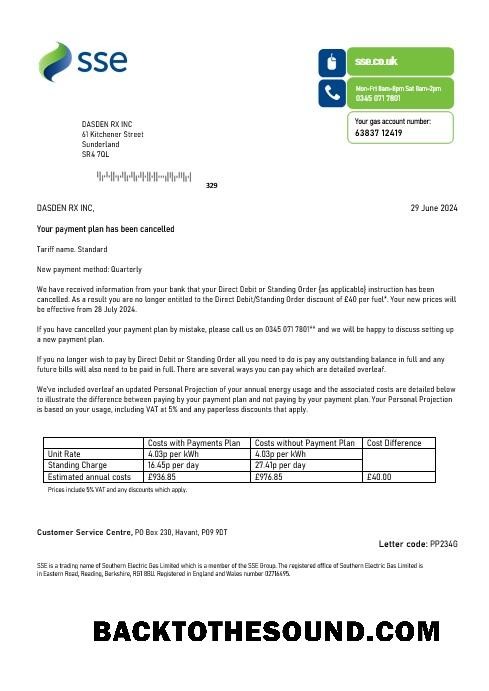 sse
sse.co.uk
Mon-Fri 8am-8pm Sat 8am-2pm
0345 071 7801
Your gas account number:
63837 12419
DASDEN RX INC
61 Kitchener Street
Sunderland
SR4 7QL
329
DASDEN RX INC,
29 June 2024
Your payment plan has been cancelled
Tariff name. Standard
New payment method: Quarterly
We have received information from your bank that your Direct Debit or Standing Order {as applicable} instruction has been
cancelled. As a result you are no longer entitled to the Direct Debit/Standing Order discount of £40 per fuel*. Your new prices will
be effective from 28 July 2024.
If you have cancelled your payment plan by mistake, please call us on 0345 071 7801** and we will be happy to discuss setting up
a new payment plan.
If you no longer wish to pay by Direct Debit or Standing Order all you need to do is pay any outstanding balance in full and any
future bills will also need to be paid in full. There are several ways you can pay which are detailed overleaf.
We've included overleaf an updated Personal Projection of your annual energy usage and the associated costs are detailed below
to illustrate the difference between paying by your payment plan and not paying by your payment plan. Your Personal Projection
is based on your usage, including VAT at 5% and any paperless discounts that apply.
Costs with Payments Plan Costs without Payment Plan Cost Difference
Unit Rate 4.03p per kWh 4.03p per kWh
Standing Charge 16.45p per day 27.41p per day
Estimated annual costs £936.85 £976.85 £40.00
Prices include 5% VAT and any discounts which apply.
Customer Service Centre, PO Box 230, Havant, P09 9DT
Letter code: PP234G
SSE is a trading name of Southern Electric Gas Limited which is a member of the SSE Group. The registered office of Southern Electric Gas Limited is
in Eastern Road, Reading, Berkshire, RG1 8BU. Registered in England and Wales number 02716495.
BACKTOTHESOUND.COM